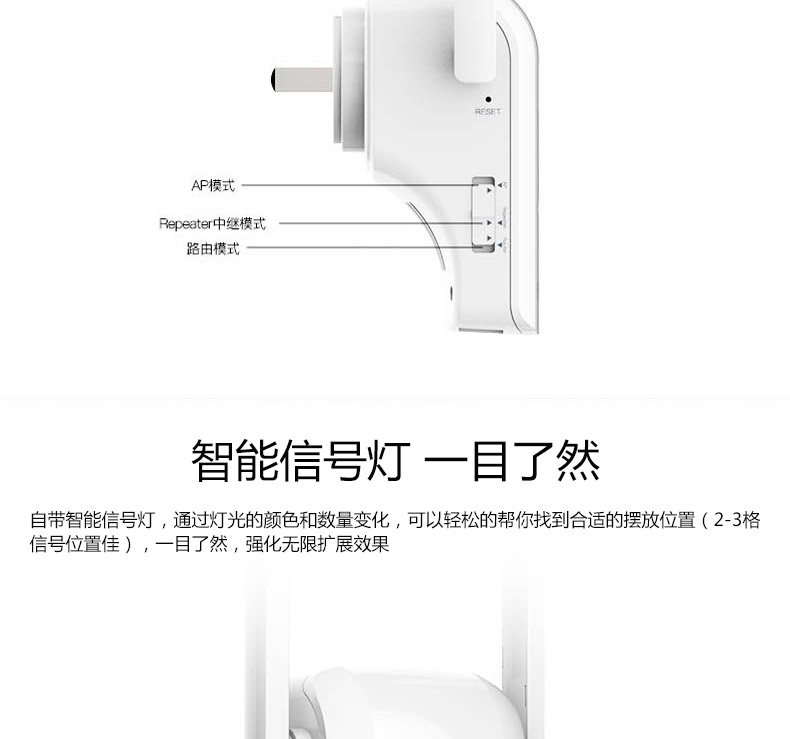 RESET
AP模式
Repeater中继模式
路由模式
智能信号灯 一目了然
自带智能信号灯，通过灯光的颜色和数量变化，可以轻松的帮你找到合适的摆放位置（2-3格
信号位置佳），一目了然，强化无限扩展效果